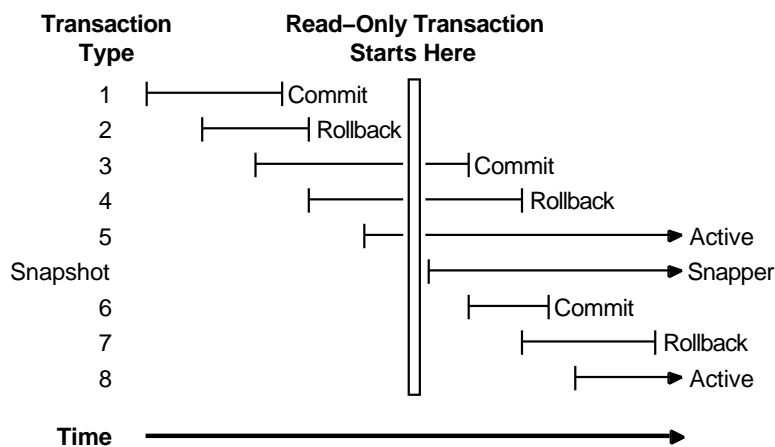 Transaction Type
Read–Only Transaction Starts Here
1 Commit
2 Rollback
3 Commit
4 Rollback
5 Active
Snapshot Snapper
6 Commit
7 Rollback
8 Active
Time